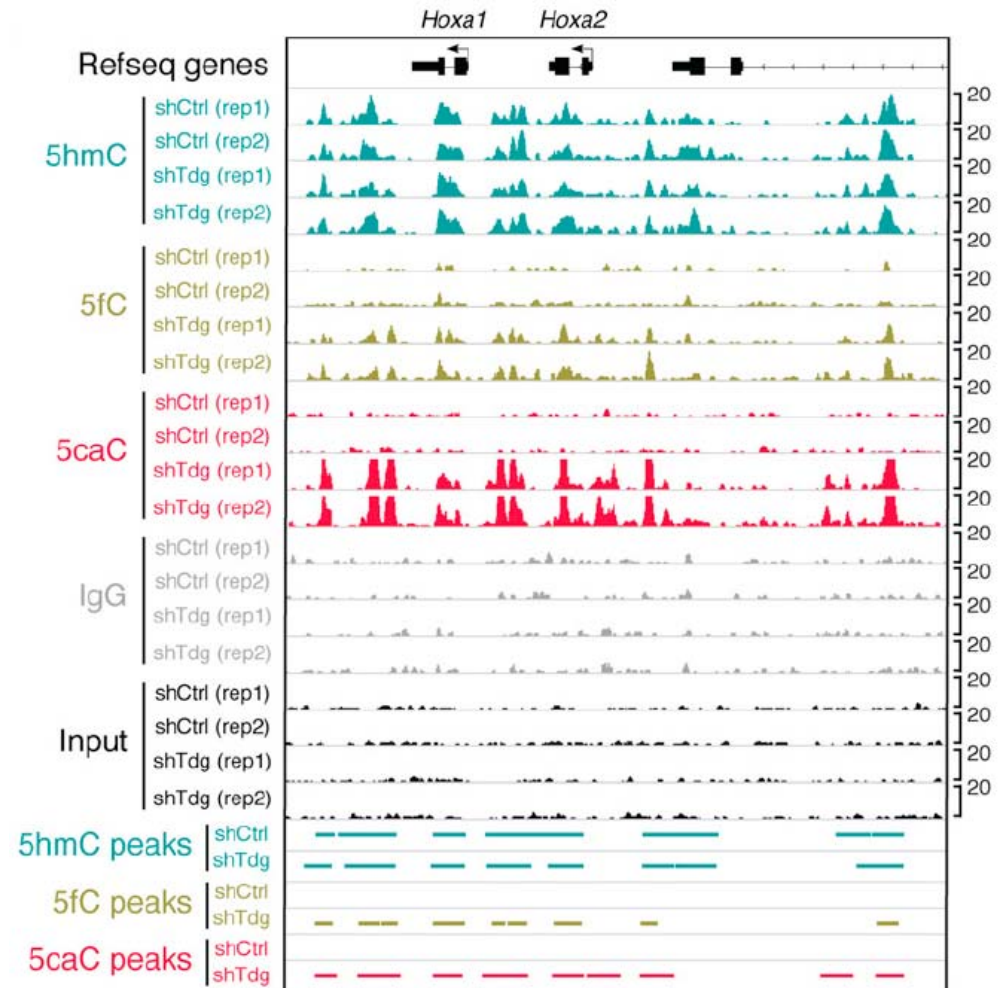 Hoxa1 Hoxa2
Refseq genes
5hmC
shCtrl (rep1) 20
shCtrl (rep2) 20
shTdg (rep1) 20
shTdg (rep2) 20
5fC
shCtrl (rep1) 20
shCtrl (rep2) 20
shTdg (rep1) 20
shTdg (rep2) 20
5caC
shCtrl (rep1) 20
shCtrl (rep2) 20
shTdg (rep1) 20
shTdg (rep2) 20
IgG
shCtrl (rep1) 20
shCtrl (rep2) 20
shTdg (rep1) 20
shTdg (rep2) 20
Input
shCtrl (rep1) 20
shCtrl (rep2) 20
shTdg (rep1) 20
shTdg (rep2) 20
5hmC peaks
shCtrl
shTdg
5fC peaks
shCtrl
shTdg
5caC peaks
shCtrl
shTdg